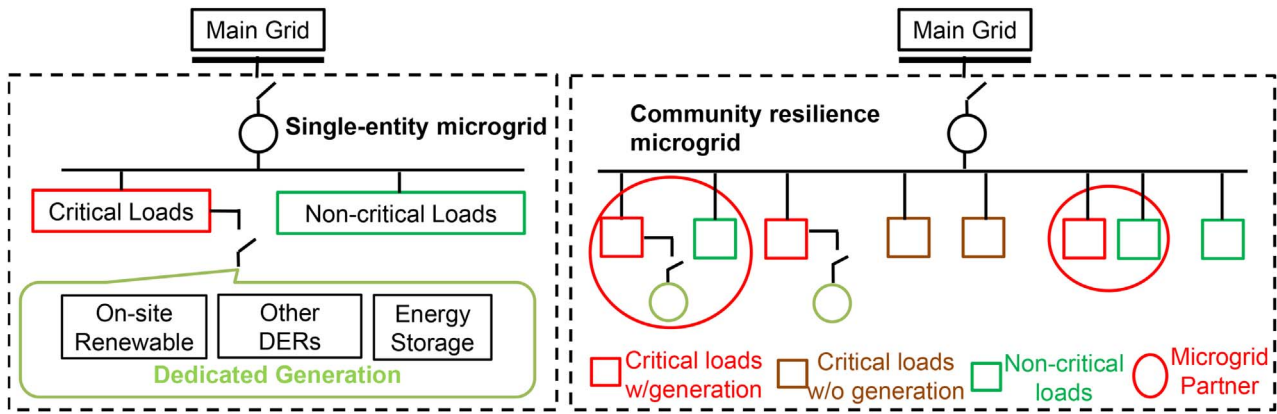 Main Grid
Single-entity microgrid
Critical Loads
Non-critical Loads
On-site
Renewable
Other
DERs
Energy
Storage
Dedicated Generation
Main Grid
Community resilience
microgrid
Critical loads
w/generation
Critical loads
w/o generation
Non-critical
loads
Microgrid
Partner